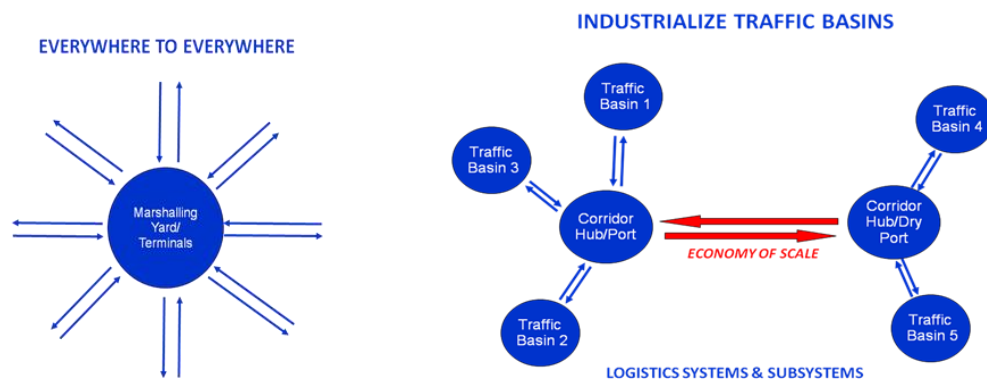 EVERYWHERE TO EVERYWHERE
Marshalling
Yard/
Terminals
INDUSTRIALIZE TRAFFIC BASINS
Traffic
Basin 1
Traffic
Basin 3
Traffic
Basin 4
Corridor
Hub/Port
Corridor
Hub/Dry
Port
ECONOMY OF SCALE
Traffic
Basin 2
Traffic
Basin 5
LOGISTICS SYSTEMS & SUBSYSTEMS